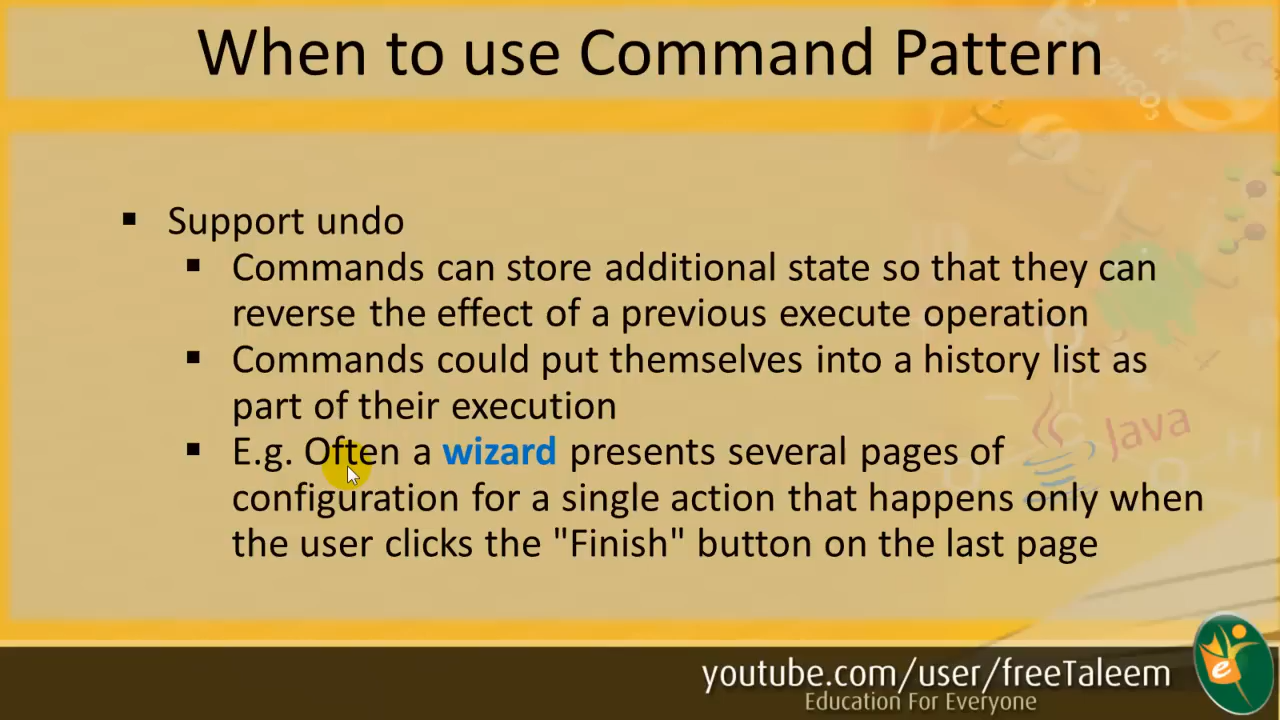 When to use Command Pattern
▪ Support undo
▪ Commands can store additional state so that they can
reverse the effect of a previous execute operation
▪ Commands could put themselves into a history list as
part of their execution
▪ E.g. Often a wizard presents several pages of
configuration for a single action that happens only when
the user clicks the "Finish" button on the last page
Java
youtube.com/user/freeTaleem
Education For Everyone